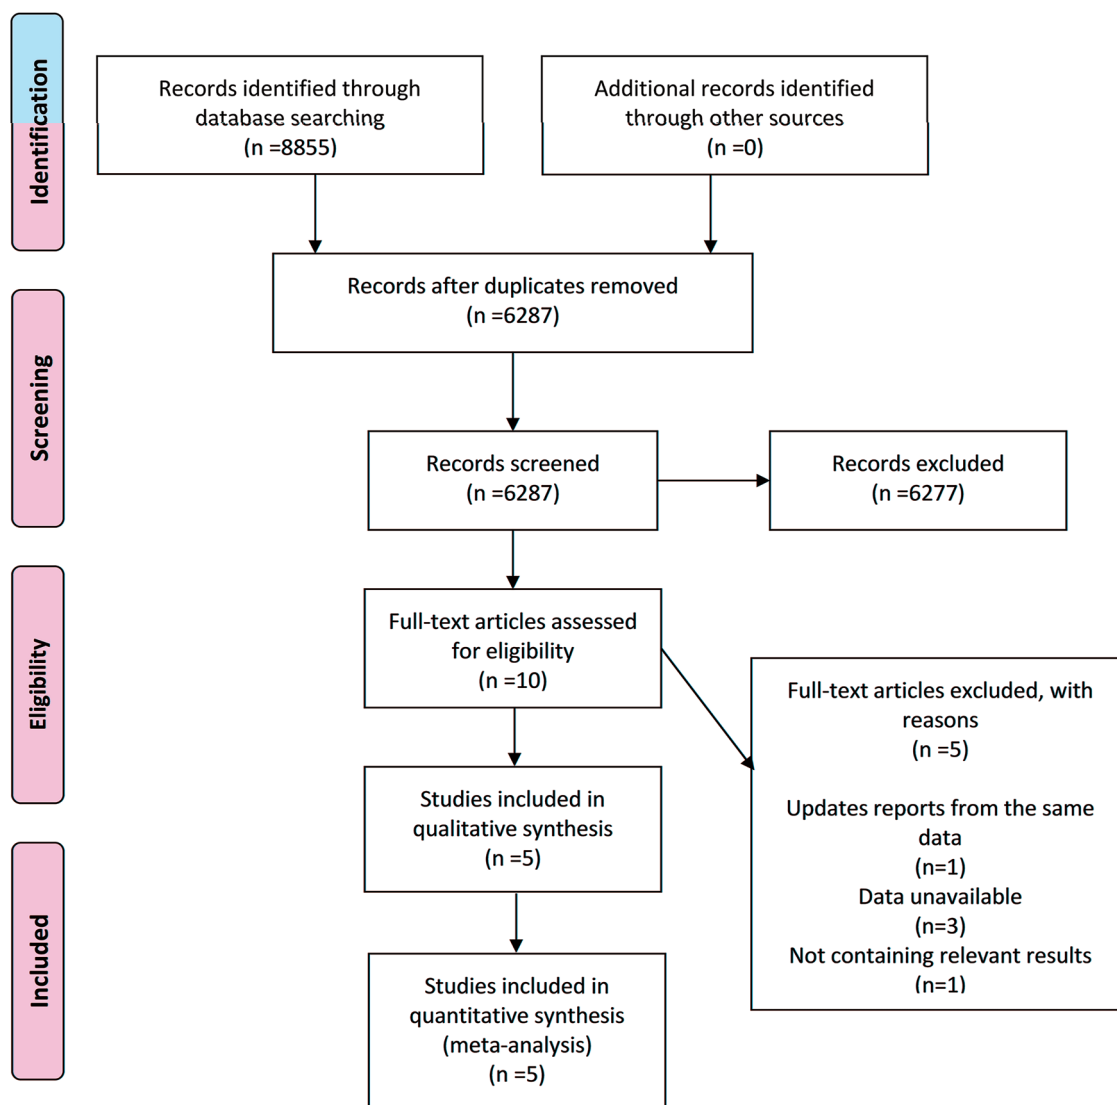 Identification
Records identified through
database searching
(n =8855)
Additional records identified
through other sources
(n =0)
Records after duplicates removed
(n =6287)
Screening
Records screened
(n =6287)
Records excluded
(n =6277)
Eligibility
Full-text articles assessed
for eligibility
(n =10)
Full-text articles excluded, with
reasons
(n =5)
Updates reports from the same
data
(n=1)
Data unavailable
(n=3)
Not containing relevant results
(n=1)
Studies included in
qualitative synthesis
(n =5)
Included
Studies included in
quantitative synthesis
(meta-analysis)
(n =5)